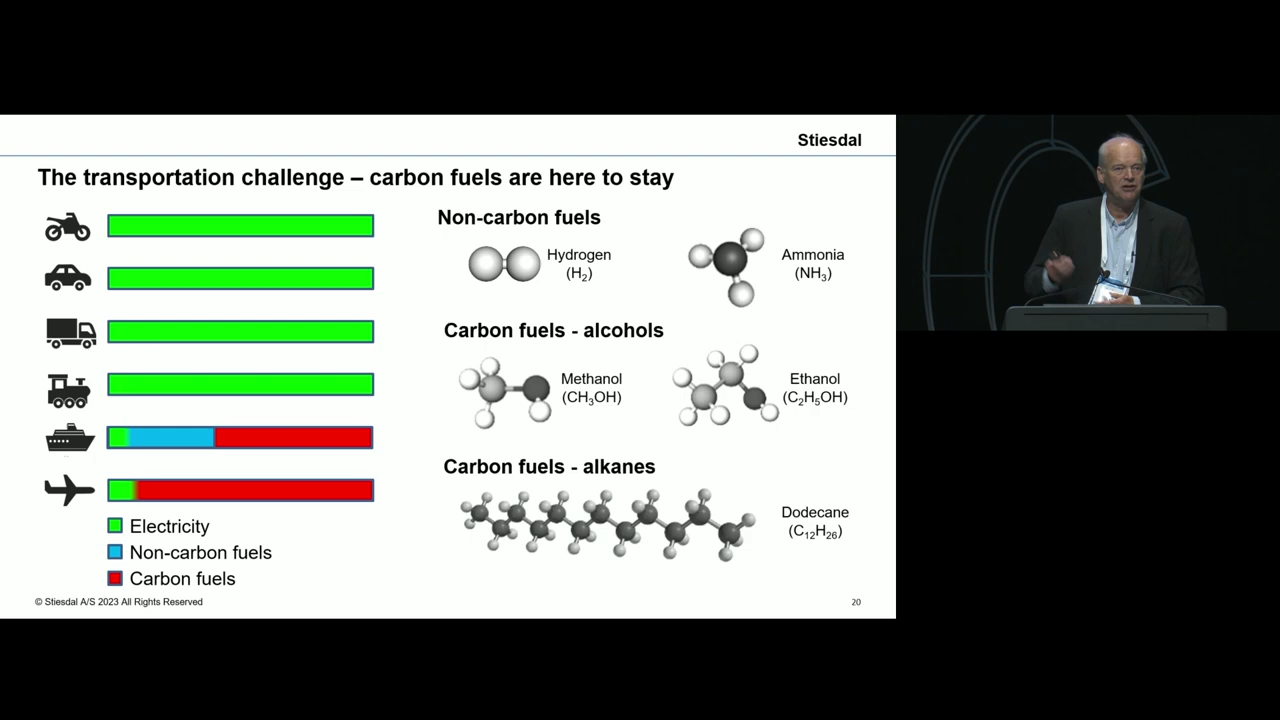 Stiesdal
The transportation challenge – carbon fuels are here to stay
Non-carbon fuels
Hydrogen
(H₂)
Ammonia
(NH₃)
Carbon fuels - alcohols
Methanol
(CH₃OH)
Ethanol
(C₂H₅OH)
Carbon fuels - alkanes
Dodecane
(C₁₂H₂₆)
Electricity
Non-carbon fuels
Carbon fuels
© Stiesdal A/S 2023 All Rights Reserved
20